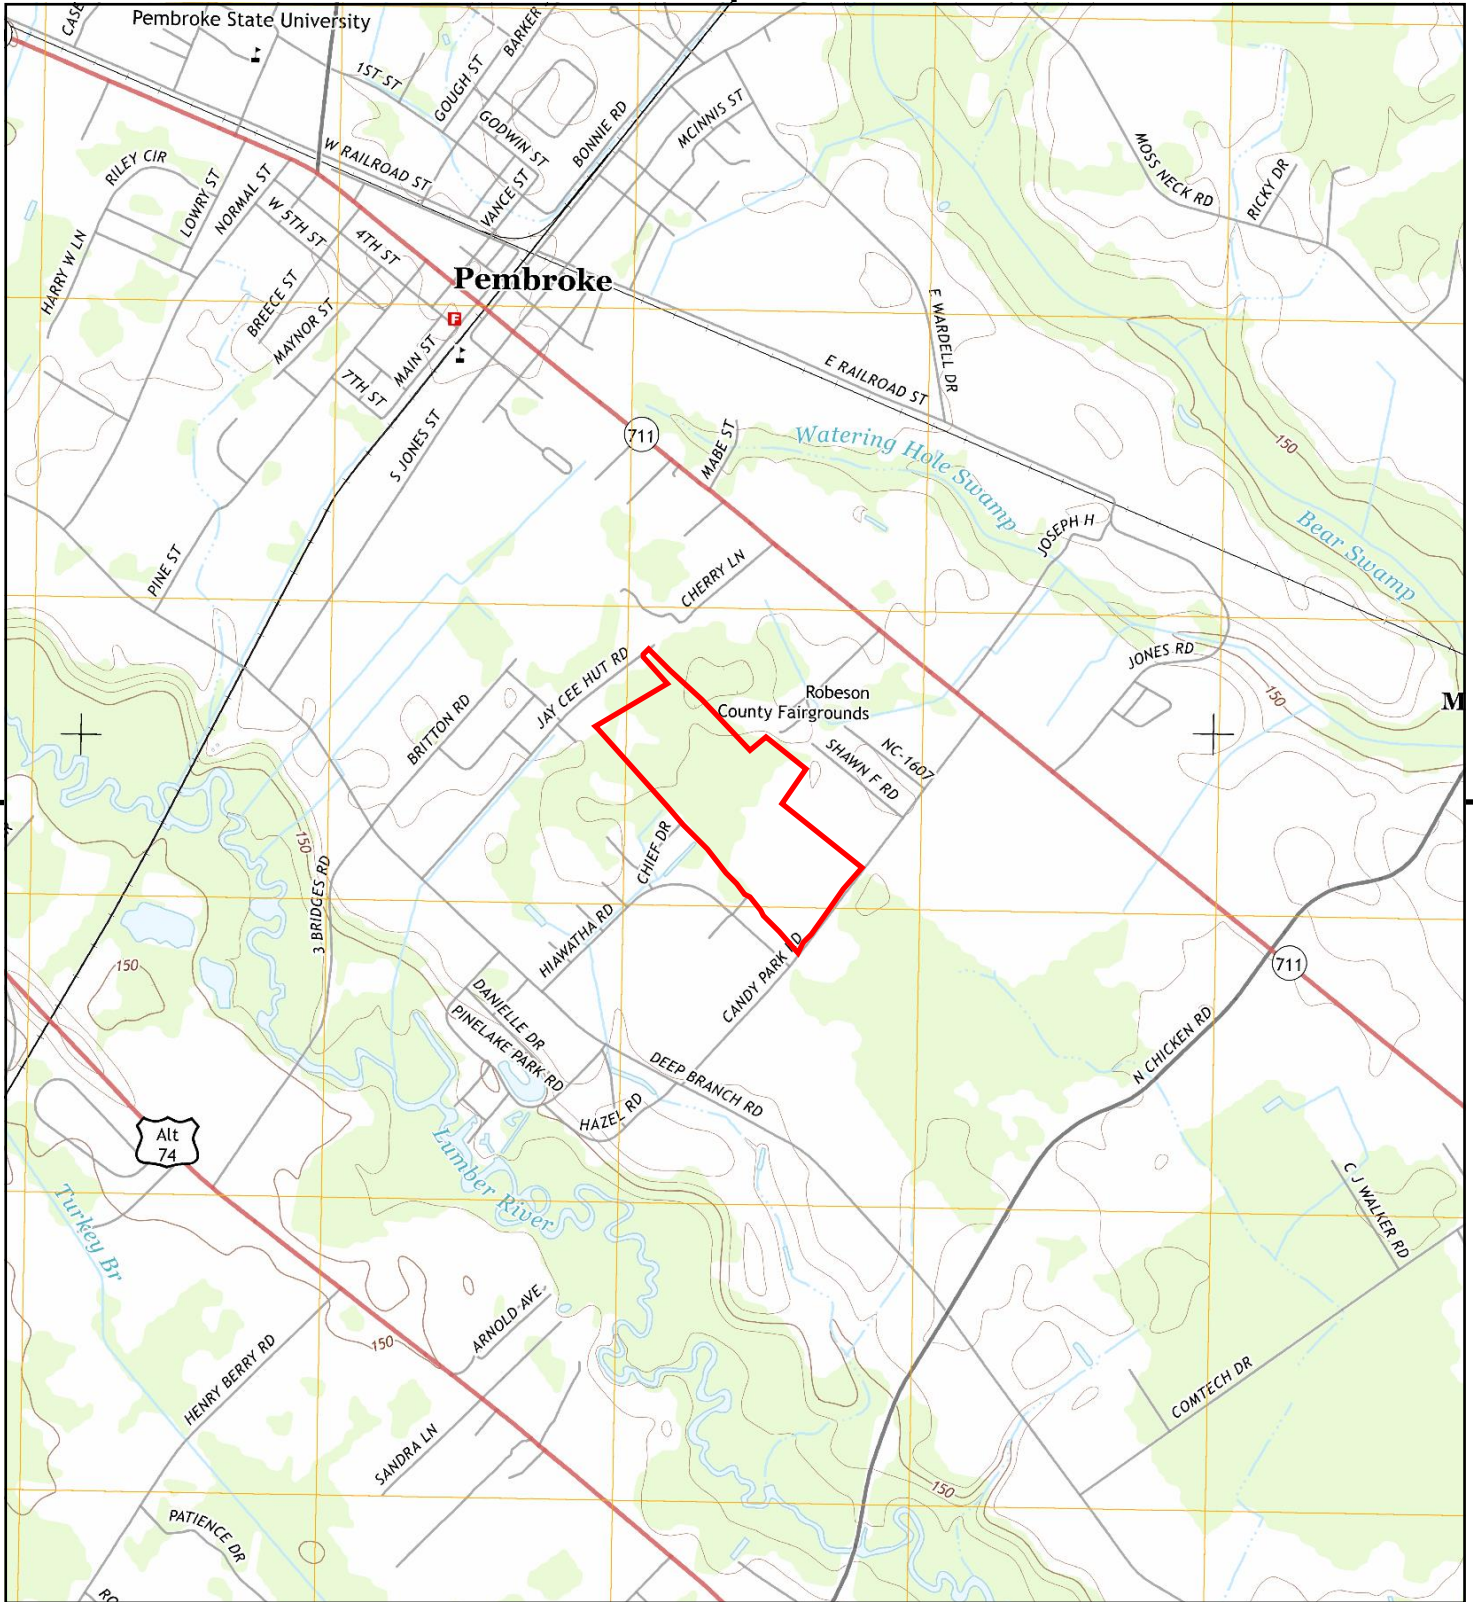 Pembroke State University
CASE
1ST ST
GOUGH ST
BARKER
GODWIN ST
BONNIE RD
MCINNIS ST
W RAILROAD ST
VANCE ST
RILEY CIR
LOWRY ST
NORMAL ST
W 5TH ST
4TH ST
HARRY W LN
BREECE ST
MAYNOR ST
Pembroke
F
MAIN ST
7TH ST
S JONES ST
MOSS NECK RD
RICKY DR
E WARDELL DR
E RAILROAD ST
711
MABE ST
Watering Hole Swamp
150
Bear Swamp
JOSEPH H
PINE ST
CHERRY LN
JONES RD
150
M
JAY CEE HUT RD
BRITTON RD
Robeson
County Fairgrounds
NC-1607
SHAWN F RD
150
3 BRIDGES RD
CHIEF DR
HIAWATHA RD
CANDY PARK RD
150
711
DANIELLE DR
PINELAKE PARK RD
DEEP BRANCH RD
HAZEL RD
N CHICKEN RD
Alt
74
Lumber River
Turkey Br
C J WALKER RD
ARNOLD AVE
150
HENRY BERRY RD
SANDRA LN
COMTECH DR
150
PATIENCE DR
RO